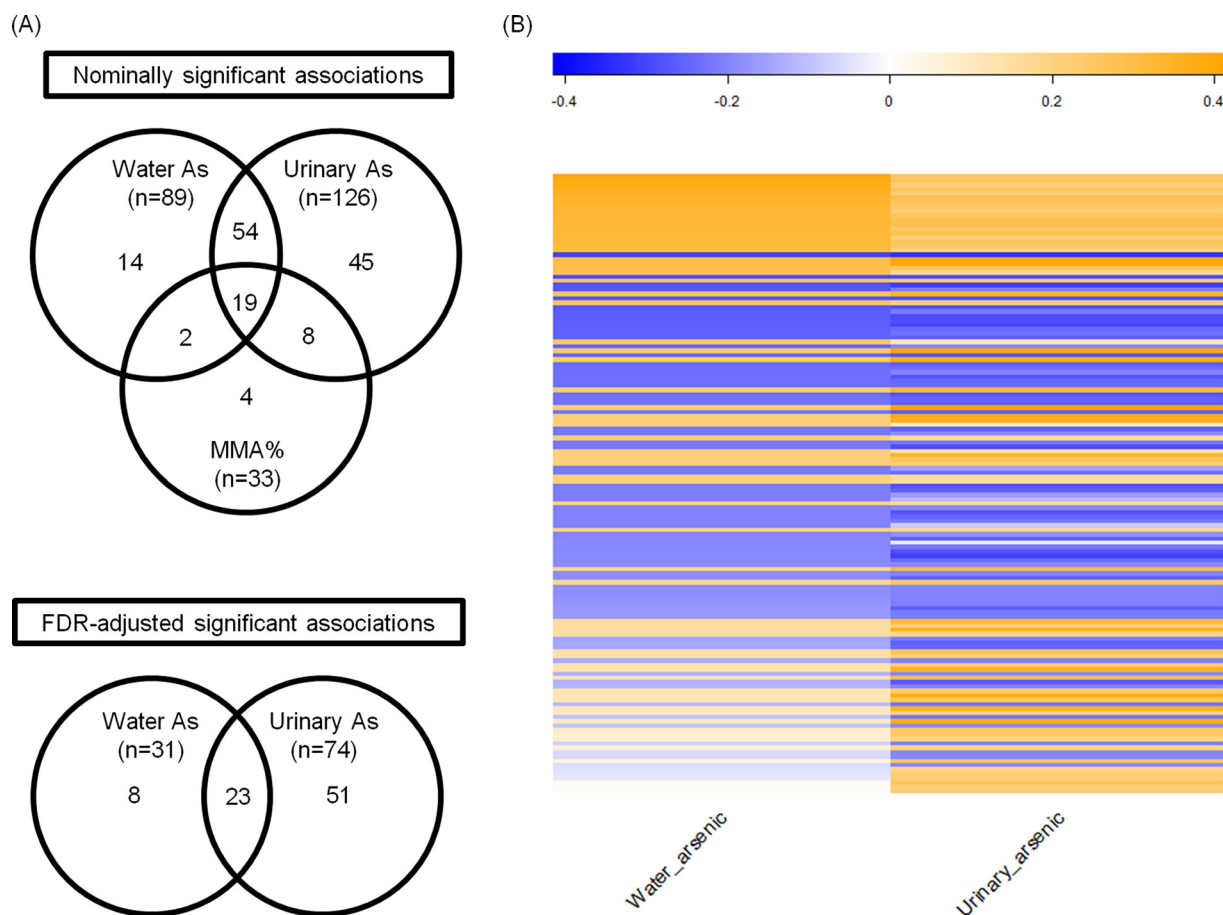 (A)
Nominally significant associations
Water As
(n=89)
Urinary As
(n=126)
54
14
45
19
2
8
4
MMA%
(n=33)
FDR-adjusted significant associations
Water As
(n=31)
Urinary As
(n=74)
8
23
51
(B)
-0.4
-0.2
0
0.2
0.4
Water_arsenic
Urinary_arsenic